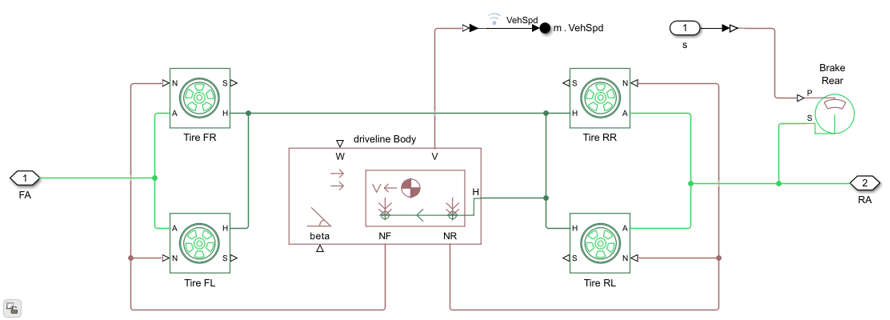 VehSpd
m . VehSpd
1
s
Brake
Rear
P
S
N
S
A
H
Tire FR
S
N
H
A
Tire RR
driveline Body
W
V
H
beta
NF
NR
1
FA
2
RA
A
H
N
S
Tire FL
H
A
S
N
Tire RL
V